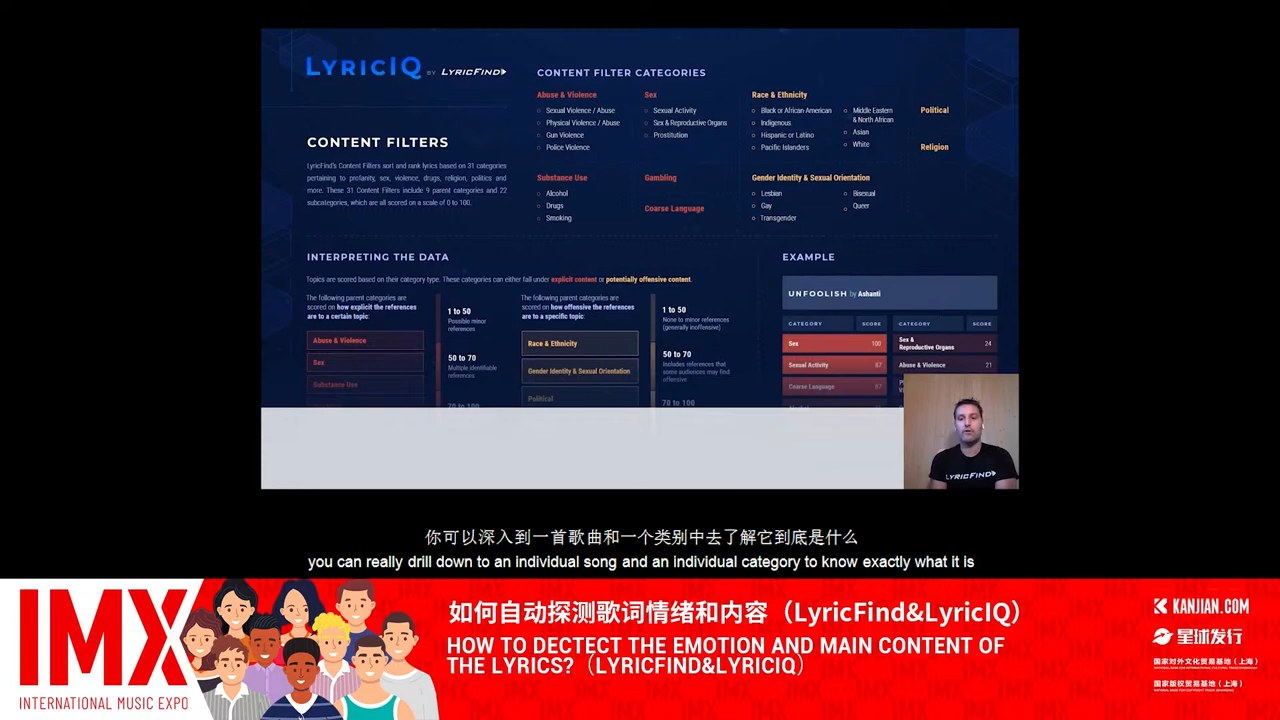 LYRICIQ BY LYRICFIND
CONTENT FILTERS
LyricFind's Content Filters sort and rank lyrics based on 31 categories
pertaining to profanity, sex, violence, drugs, religion, politics and
more. These 31 Content Filters include 9 parent categories and 22
subcategories, which are all scored on a scale of 0 to 100.
CONTENT FILTER CATEGORIES
Abuse & Violence
Sexual Violence / Abuse
Physical Violence / Abuse
Gun Violence
Police Violence
Sex
Sexual Activity
Sex & Reproductive Organs
Prostitution
Race & Ethnicity
Black or African American
Indigenous
Hispanic or Latino
Pacific Islanders
Middle Eastern
& North African
Asian
White
Political
Religion
Substance Use
Alcohol
Drugs
Smoking
Gambling
Coarse Language
Gender Identity & Sexual Orientation
Lesbian
Gay
Transgender
Bisexual
Queer
INTERPRETING THE DATA
Topics are scored based on their category type. These categories can either fall under explicit content or potentially offensive content.
The following parent categories are
scored on how explicit the references
are to a certain topic:
Abuse & Violence
Sex
Substance Use
1 to 50
Possible minor
references
50 to 70
Multiple identifiable
references
70 to 100
The following parent categories are
scored on how offensive the references
are to a specific topic:
Race & Ethnicity
Gender Identity & Sexual Orientation
Political
1 to 50
None to minor references
(generally inoffensive)
50 to 70
Includes references that
some audiences may find
offensive
70 to 100
EXAMPLE
UNFOOLISH by Ashanti
CATEGORY SCORE CATEGORY SCORE
Sex 100
Sex &
Reproductive Organs 24
Sexual Activity 87
Abuse & Violence 21
Coarse Language 87
LYRICFIND
你可以深入到一首歌曲和一个类别中去了解它到底是什么
you can really drill down to an individual song and an individual category to know exactly what it is
IMX
INTERNATIONAL MUSIC EXPO
如何自动探测歌词情绪和内容（LyricFind&LyricIQ）
HOW TO DECTECT THE EMOTION AND MAIN CONTENT OF
THE LYRICS?（LYRICFIND&LYRICIQ）
KANJIAN.COM
星球发行
国家对外文化贸易基地（上海）
国家版权贸易基地（上海）